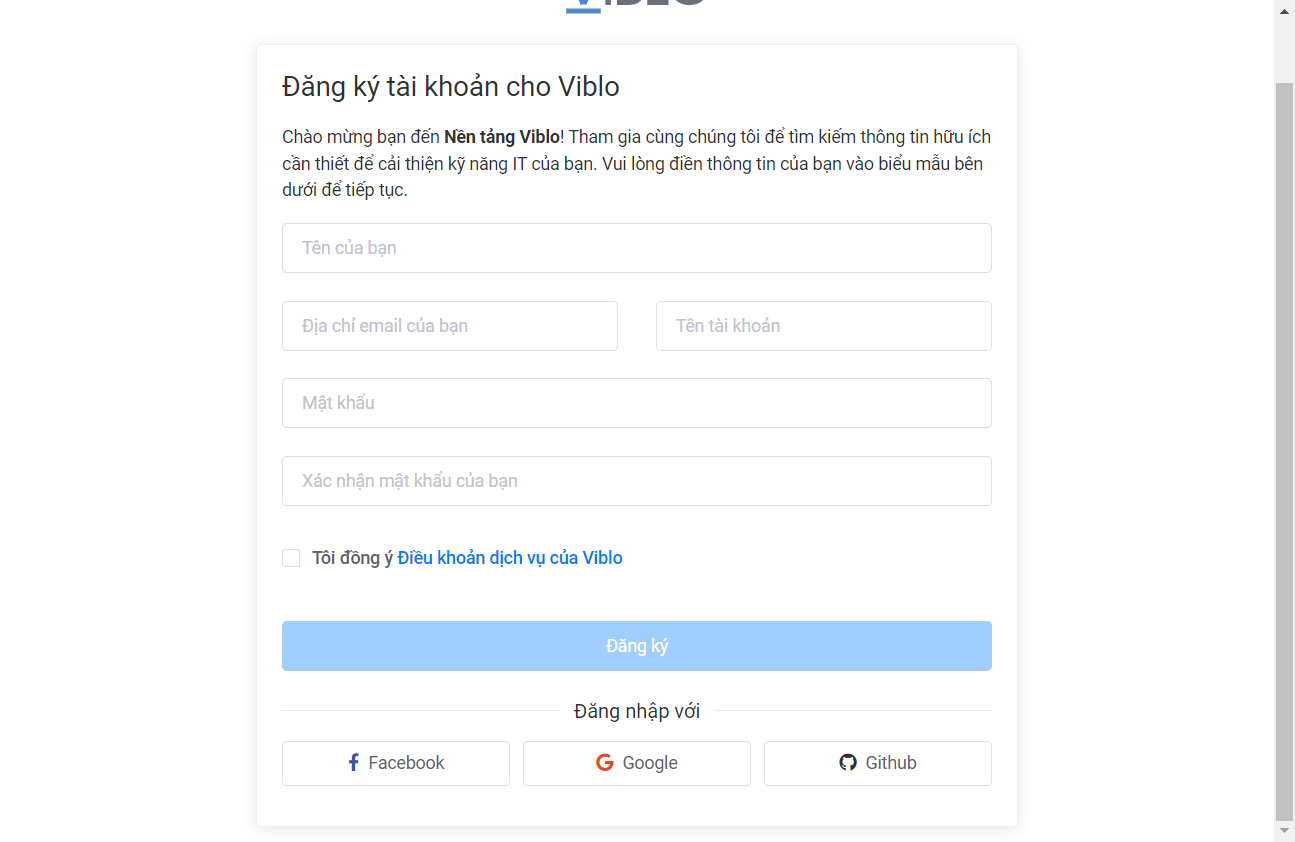 Đăng ký tài khoản cho Viblo
Chào mừng bạn đến Nền tảng Viblo! Tham gia cùng chúng tôi để tìm kiếm thông tin hữu ích
cần thiết để cải thiện kỹ năng IT của bạn. Vui lòng điền thông tin của bạn vào biểu mẫu bên
dưới để tiếp tục.
Tên của bạn
Địa chỉ email của bạn Tên tài khoản
Mật khẩu
Xác nhận mật khẩu của bạn
Tôi đồng ý Điều khoản dịch vụ của Viblo
Đăng ký
Đăng nhập với
Facebook Google Github